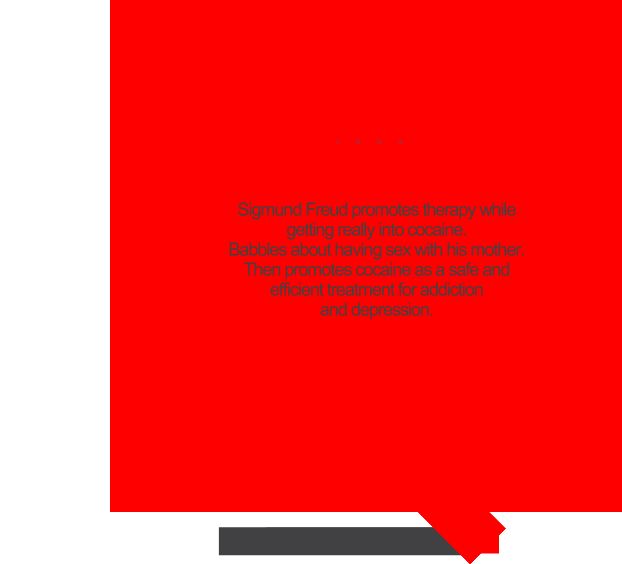 Sigmund Freud promotes therapy while
getting really into cocaine.
Babbles about having sex with his mother.
Then promotes cocaine as a safe and
efficient treatment for addiction
and depression.